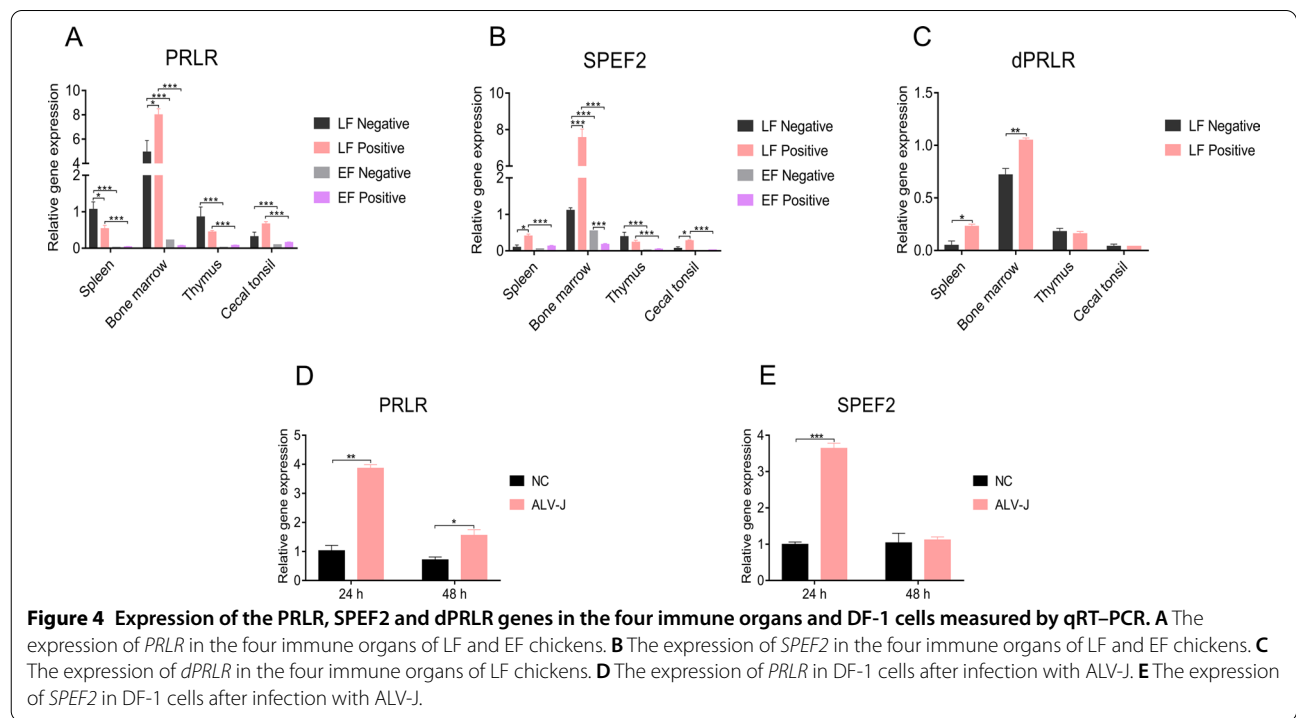 A
PRLR
Relative gene expression
10
8
6
4
2
1
0
***
***
*
***
*
***
***
***
***
***
Spleen
Bone marrow
Thymus
Cecal tonsil
LF Negative
LF Positive
EF Negative
EF Positive
B
SPEF2
Relative gene expression
10
8
6
2
1
0
***
***
***
*
***
***
***
***
*
***
Spleen
Bone marrow
Thymus
Cecal tonsil
LF Negative
LF Positive
EF Negative
EF Positive
C
dPRLR
Relative gene expression
1.5
1.0
0.5
0.0
**
*
Spleen
Bone marrow
Thymus
Cecal tonsil
LF Negative
LF Positive
D
PRLR
Relative gene expression
5
4
3
2
1
0
**
*
24 h
48 h
NC
ALV-J
E
SPEF2
Relative gene expression
4
3
2
1
0
***
24 h
48 h
NC
ALV-J
Figure 4 Expression of the PRLR, SPEF2 and dPRLR genes in the four immune organs and DF-1 cells measured by qRT–PCR. A The
expression of PRLR in the four immune organs of LF and EF chickens. B The expression of SPEF2 in the four immune organs of LF and EF chickens. C
The expression of dPRLR in the four immune organs of LF chickens. D The expression of PRLR in DF-1 cells after infection with ALV-J. E The expression
of SPEF2 in DF-1 cells after infection with ALV-J.